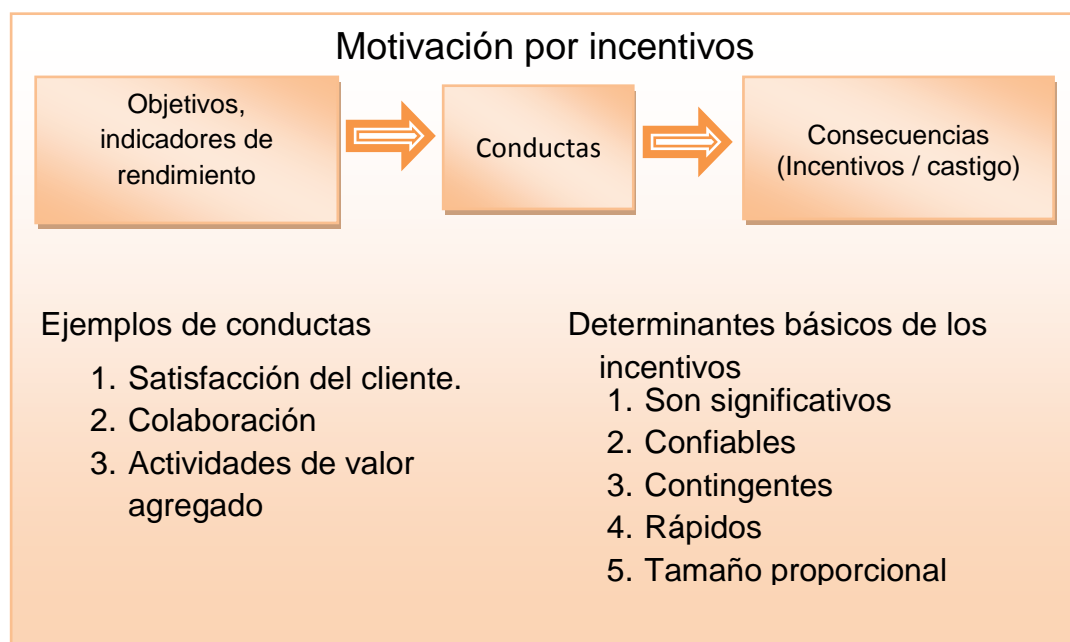 Motivación por incentivos
Objetivos,
indicadores de
rendimiento
Conductas
Consecuencias
(Incentivos / castigo)
Ejemplos de conductas
1. Satisfacción del cliente.
2. Colaboración
3. Actividades de valor
agregado
Determinantes básicos de los
incentivos
1. Son significativos
2. Confiables
3. Contingentes
4. Rápidos
5. Tamaño proporcional